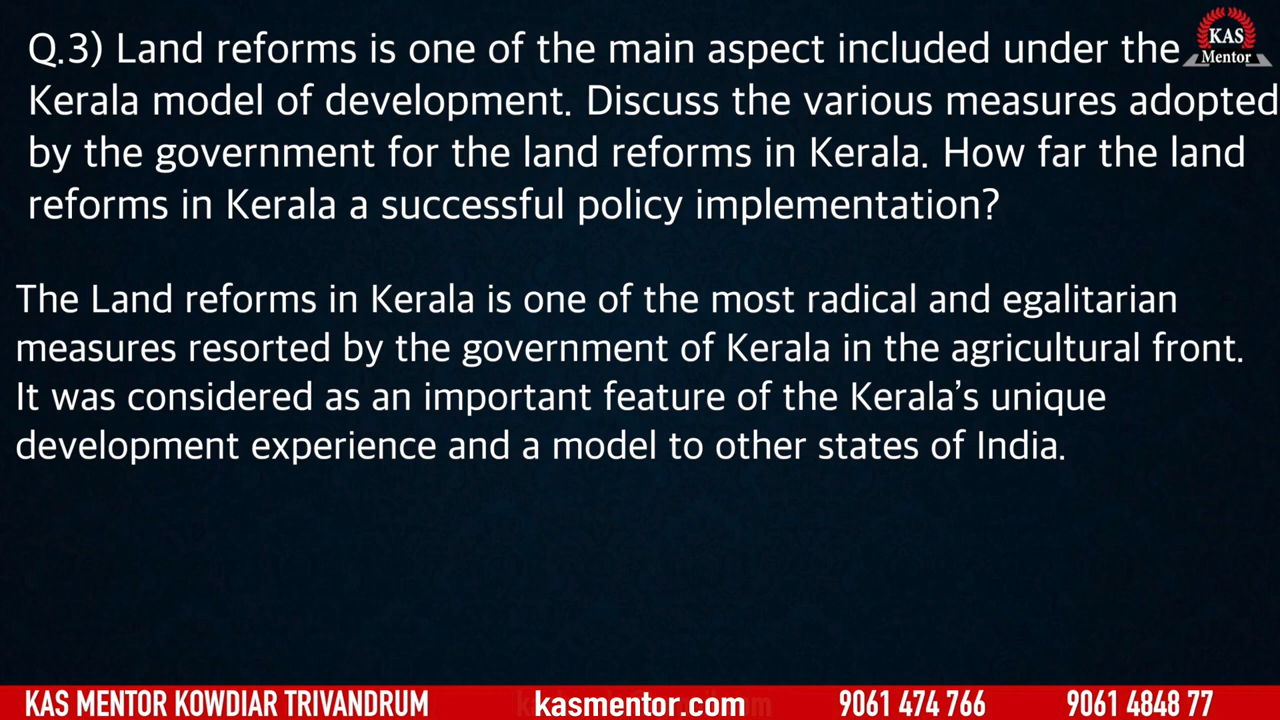 Q.3) Land reforms is one of the main aspect included under the
Kerala model of development. Discuss the various measures adopted
by the government for the land reforms in Kerala. How far the land
reforms in Kerala a successful policy implementation?
KAS
Mentor
The Land reforms in Kerala is one of the most radical and egalitarian
measures resorted by the government of Kerala in the agricultural front.
It was considered as an important feature of the Kerala’s unique
development experience and a model to other states of India.
KAS MENTOR KOWDIAR TRIVANDRUM kasmentor.com 9061 474 766 9061 4848 77